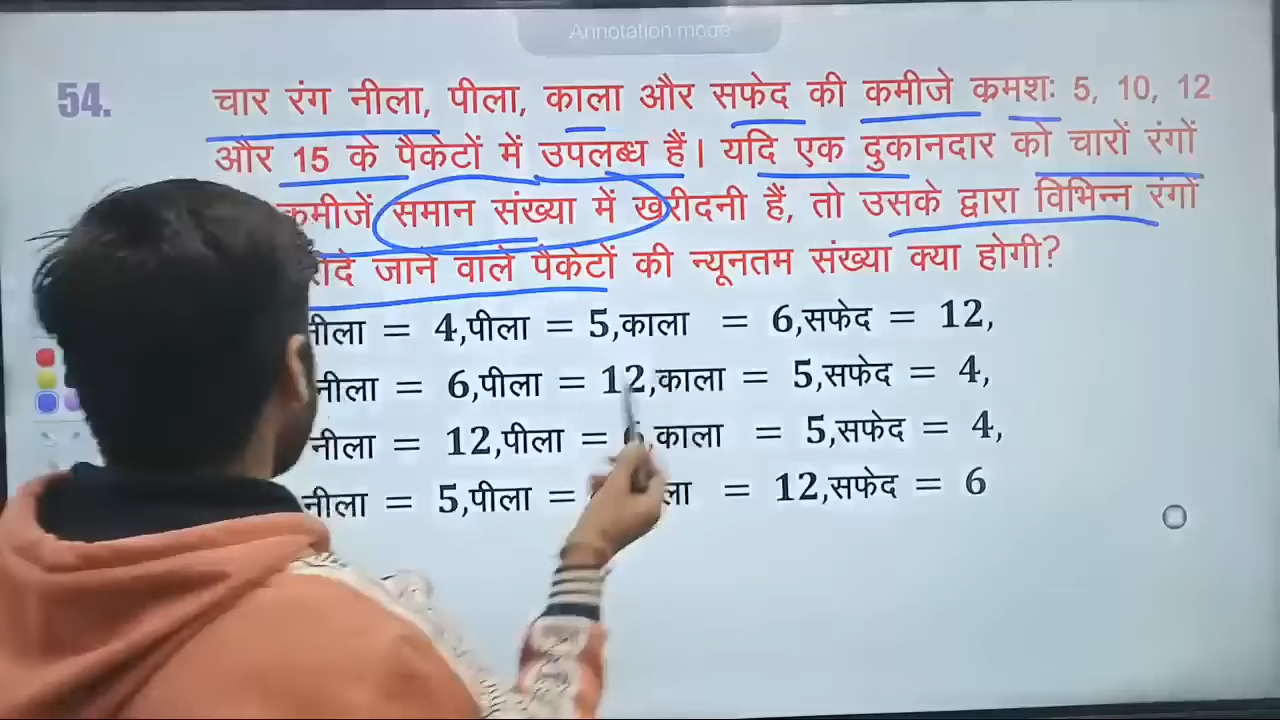 Annotation mode
54. चार रंग नीला, पीला, काला और सफेद की कमीजे क्रमशः 5, 10, 12
और 15 के पैकेटों में उपलब्ध हैं। यदि एक दुकानदार को चारों रंगों
कमीजें समान संख्या में खरीदनी हैं, तो उसके द्वारा विभिन्न रंगों
जाने वाले पैकेटों की न्यूनतम संख्या क्या होगी?
नीला = 4,पीला = 5,काला = 6,सफेद = 12,
नीला = 6,पीला = 12,काला = 5,सफेद = 4,
नीला = 12,पीला = 6,काला = 5,सफेद = 4,
नीला = 5,पीला = = 12,सफेद = 6